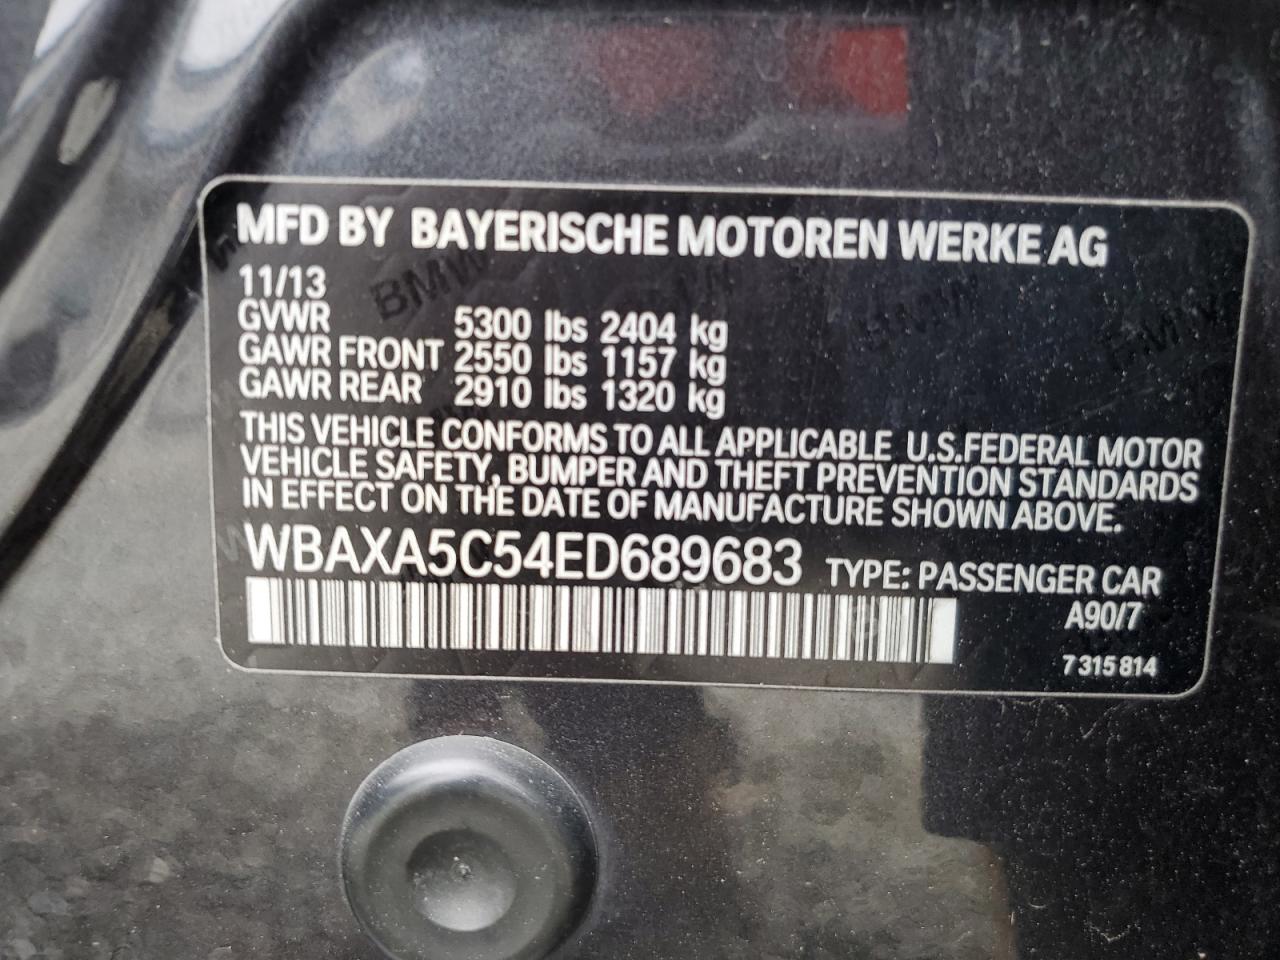 MFD BY BAYERISCHE MOTOREN WERKE AG
11/13
GVWR 5300 lbs 2404 kg
GAWR FRONT 2550 lbs 1157 kg
GAWR REAR 2910 lbs 1320 kg
THIS VEHICLE CONFORMS TO ALL APPLICABLE U.S.FEDERAL MOTOR
VEHICLE SAFETY, BUMPER AND THEFT PREVENTION STANDARDS
IN EFFECT ON THE DATE OF MANUFACTURE SHOWN ABOVE.
WBAXA5C54ED689683 TYPE: PASSENGER CAR
A90/7
7 315 814